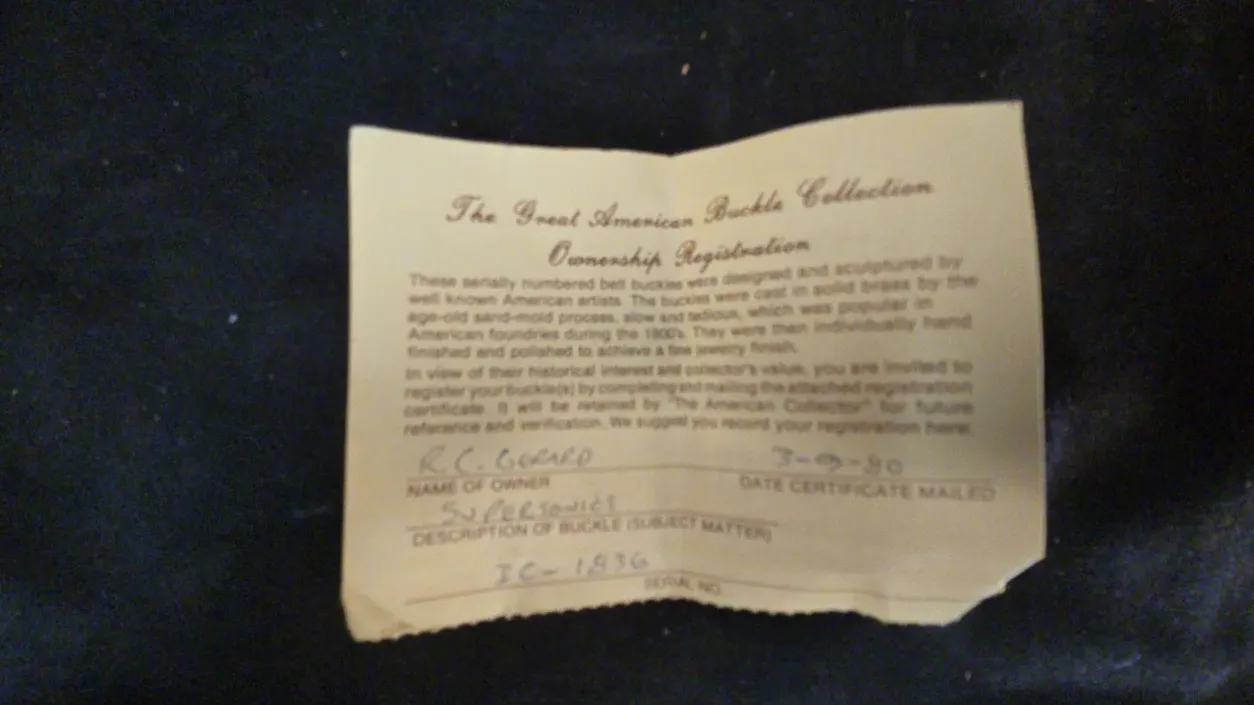 The Great American Buckle Collection
Ownership Registration
These serially numbered belt buckles were designed and sculptured by
well known American artists. The buckles were cast in solid brass by the
age-old sand-mold process, slow and tedious, which was popular in
American foundries during the 1800's. They were then individually hand
finished and polished to achieve a fine jewelry finish.
In view of their historical interest and collector's value, you are invited to
register your buckle(s) by completing and mailing the attached registration
certificate. It will be retained by "The American Collector" for future
reference and verification. We suggest you record your registration here.
R.C. GERARD
NAME OF OWNER
DATE CERTIFICATE MAILED
SUPERSONICS
DESCRIPTION OF BUCKLE (SUBJECT MATTER)
IC-1836
SERIAL NO.